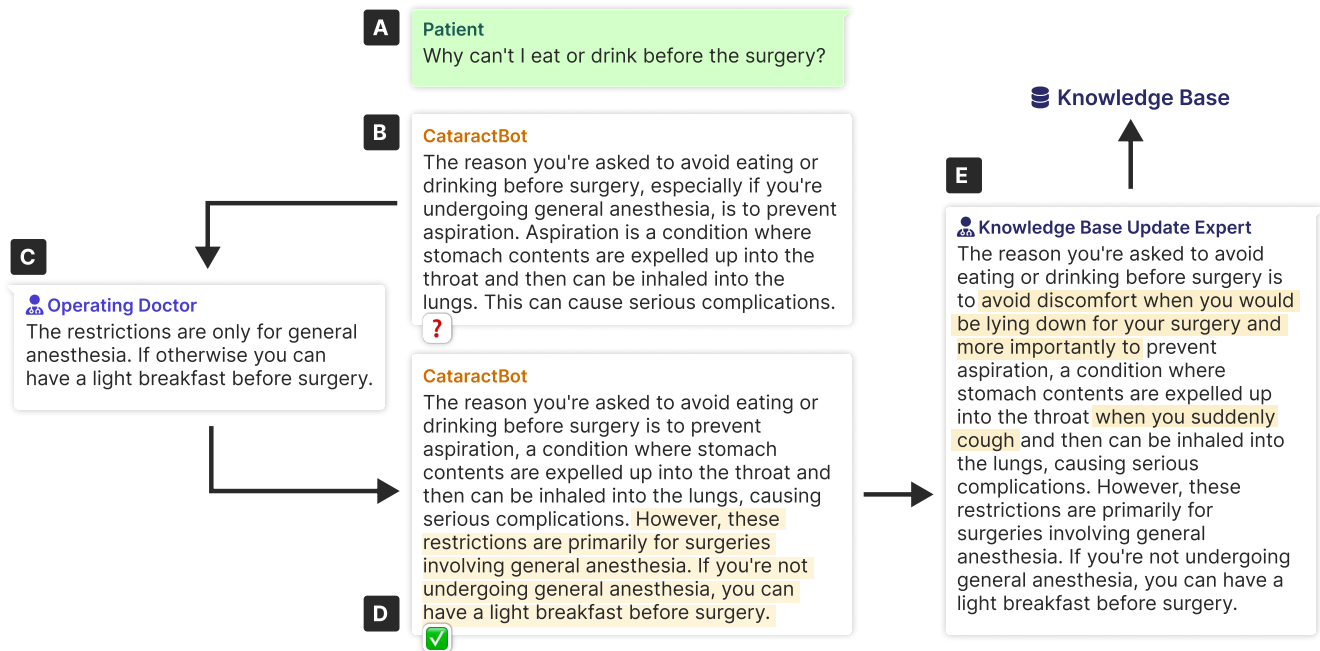 A
Patient
Why can't I eat or drink before the surgery?
B
CataractBot
The reason you're asked to avoid eating or
drinking before surgery, especially if you're
undergoing general anesthesia, is to prevent
aspiration. Aspiration is a condition where
stomach contents are expelled up into the
throat and then can be inhaled into the
lungs. This can cause serious complications.
?
C
Operating Doctor
The restrictions are only for general
anesthesia. If otherwise you can
have a light breakfast before surgery.
D
CataractBot
The reason you're asked to avoid eating or
drinking before surgery is to prevent
aspiration, a condition where stomach
contents are expelled up into the throat and
then can be inhaled into the lungs, causing
serious complications. However, these
restrictions are primarily for surgeries
involving general anesthesia. If you're not
undergoing general anesthesia, you can
have a light breakfast before surgery.
Knowledge Base
E
Knowledge Base Update Expert
The reason you're asked to avoid
eating or drinking before surgery is
to avoid discomfort when you would
be lying down for your surgery and
more importantly to prevent
aspiration, a condition where
stomach contents are expelled up
into the throat when you suddenly
cough and then can be inhaled into
the lungs, causing serious
complications. However, these
restrictions are primarily for
surgeries involving general
anesthesia. If you're not undergoing
general anesthesia, you can have a
light breakfast before surgery.